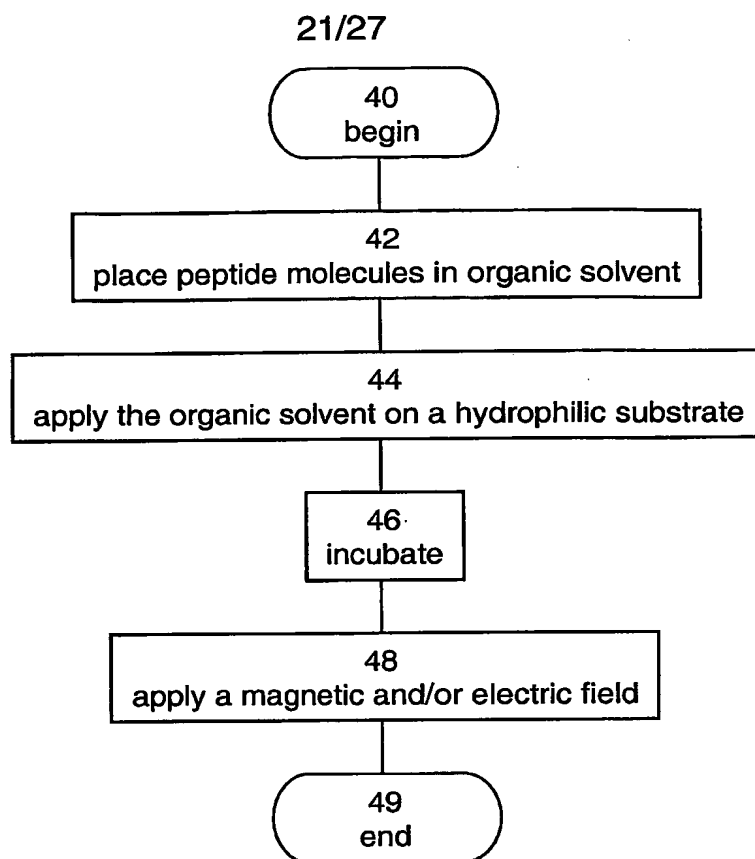 21/27
40
begin
42
place peptide molecules in organic solvent
44
apply the organic solvent on a hydrophilic substrate
46
incubate
48
apply a magnetic and/or electric field
49
end